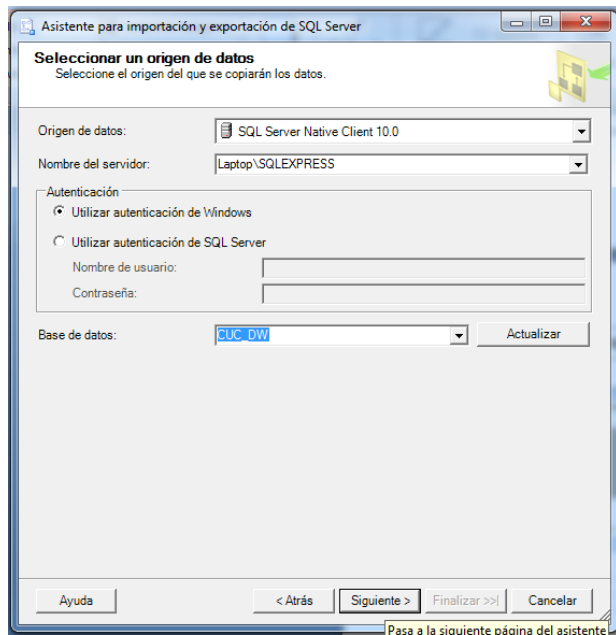 Asistente para importación y exportación de SQL Server
Seleccionar un origen de datos
Seleccione el origen del que se copiarán los datos.
Origen de datos: SQL Server Native Client 10.0
Nombre del servidor: Laptop\SQLEXPRESS
Autenticación
Utilizar autenticación de Windows
Utilizar autenticación de SQL Server
Nombre de usuario:
Contraseña:
Base de datos: CUC_DW Actualizar
Ayuda < Atrás Siguiente > Finalizar >>| Cancelar
Pasa a la siguiente página del asistente